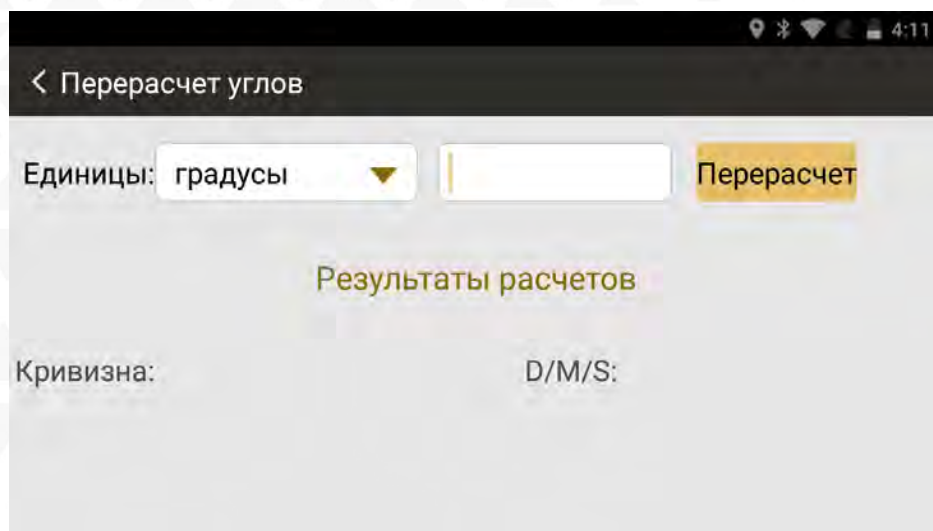 4:11
Перерасчет углов
Единицы: градусы Перерасчет
Результаты расчетов
Кривизна: D/M/S: